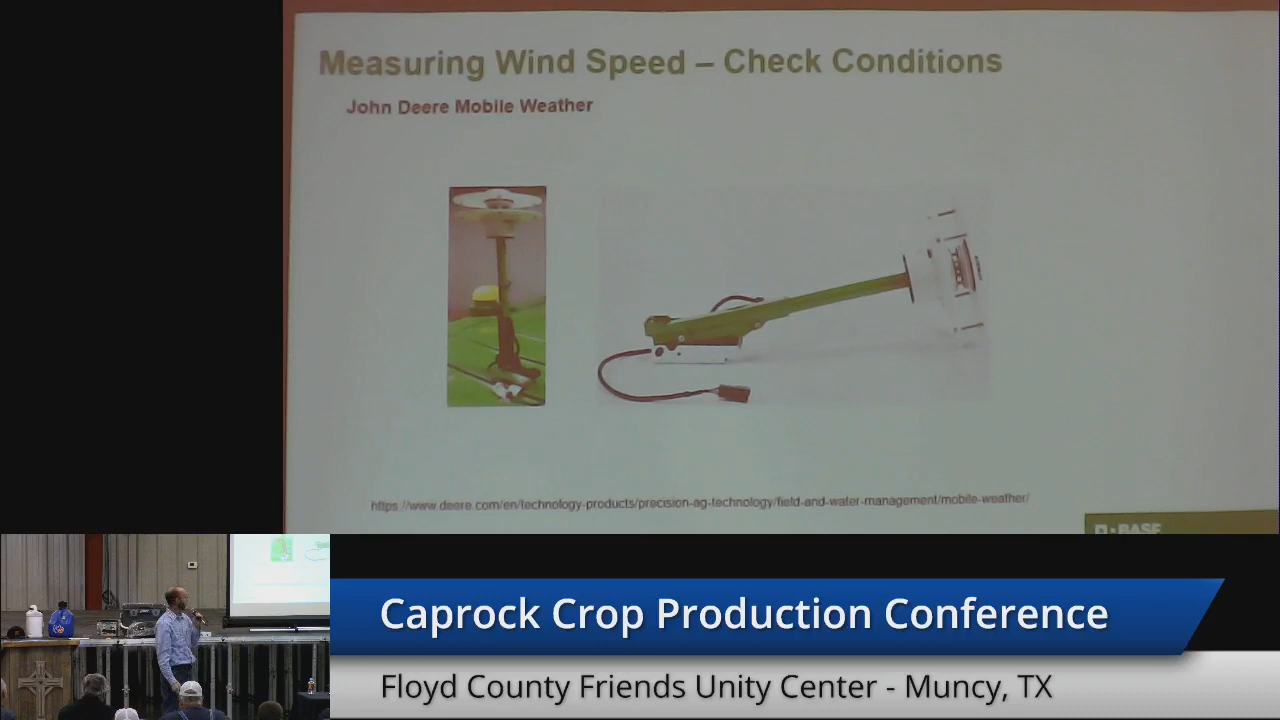 Measuring Wind Speed – Check Conditions
John Deere Mobile Weather
https://www.deere.com/en/technology-products/precision-ag-technology/field-and-water-management/mobile-weather/
BASF
Caprock Crop Production Conference
Floyd County Friends Unity Center - Muncy, TX